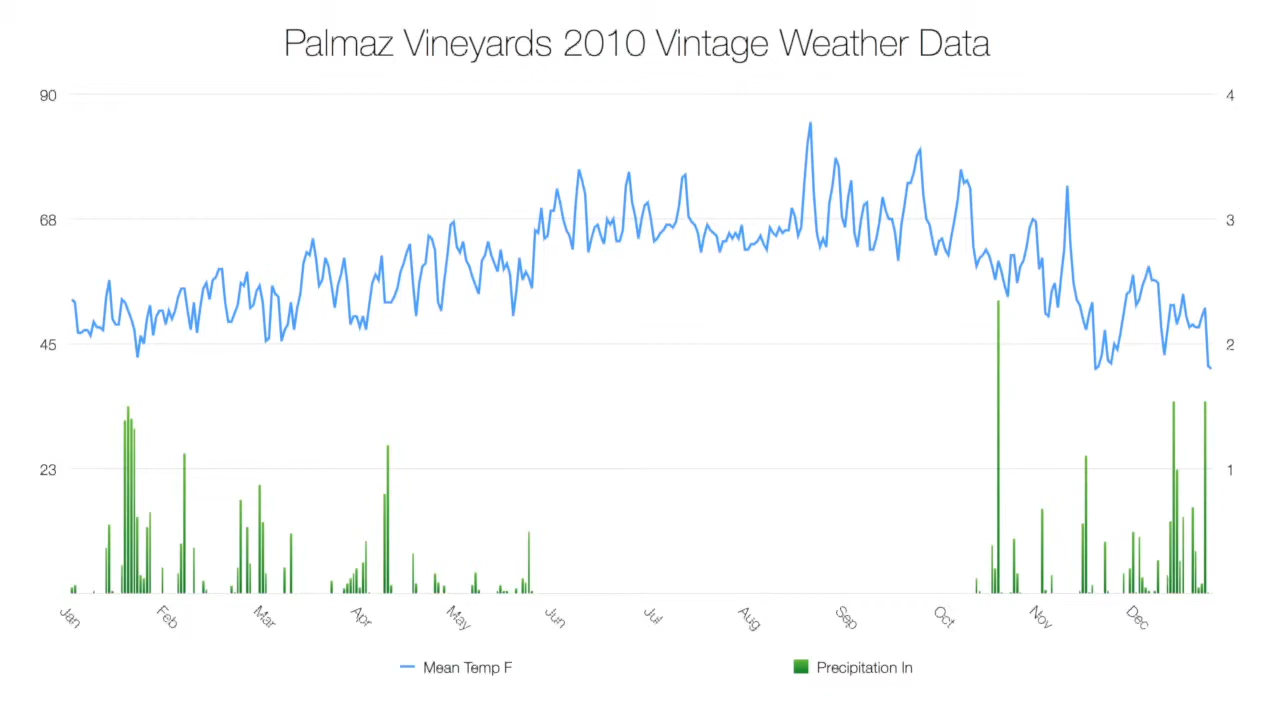 Palmaz Vineyards 2010 Vintage Weather Data
90
4
68
3
45
2
23
1
Jan
Feb
Mar
Apr
May
Jun
Jul
Aug
Sep
Oct
Nov
Dec
Mean Temp F
Precipitation In